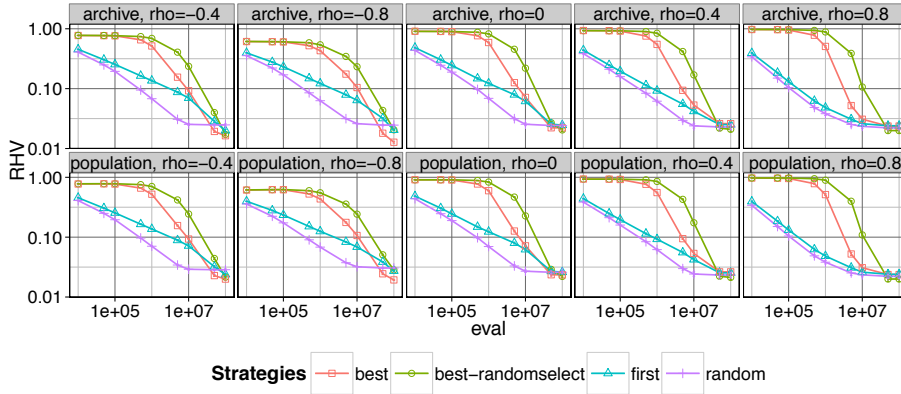 archive, rho=−0.4
archive, rho=−0.8
archive, rho=0
archive, rho=0.4
archive, rho=0.8
1.00
0.10
0.01
population, rho=−0.4
population, rho=−0.8
population, rho=0
population, rho=0.4
population, rho=0.8
1.00
0.10
0.01
RHV
1e+05 1e+07
1e+05 1e+07
1e+05 1e+07
1e+05 1e+07
1e+05 1e+07
eval
Strategies best best−randomselect first random